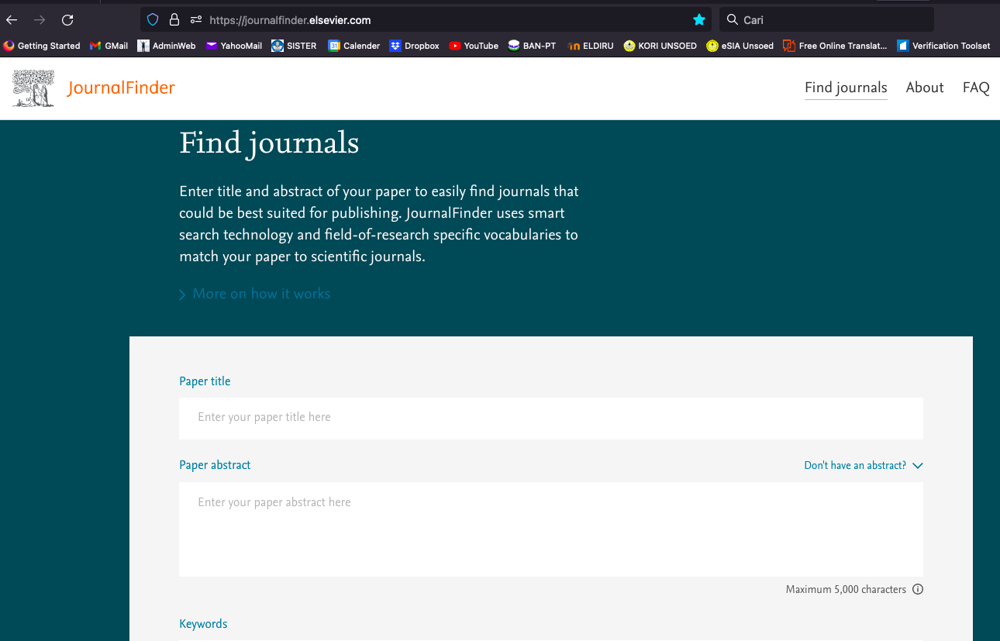 https://journalfinder.elsevier.com
Cari
Getting Started
GMail
AdminWeb
YahooMail
SISTER
31
Calender
Dropbox
YouTube
BAN-PT
ELDIRU
KORI UNSOED
eSIA Unsoed
Free Online Translat...
Verification Toolset
JournalFinder
Find journals
About
FAQ
Find journals
Enter title and abstract of your paper to easily find journals that
could be best suited for publishing. JournalFinder uses smart
search technology and field-of-research specific vocabularies to
match your paper to scientific journals.
More on how it works
Paper title
Enter your paper title here
Paper abstract
Don't have an abstract?
Enter your paper abstract here
Maximum 5,000 characters
Keywords